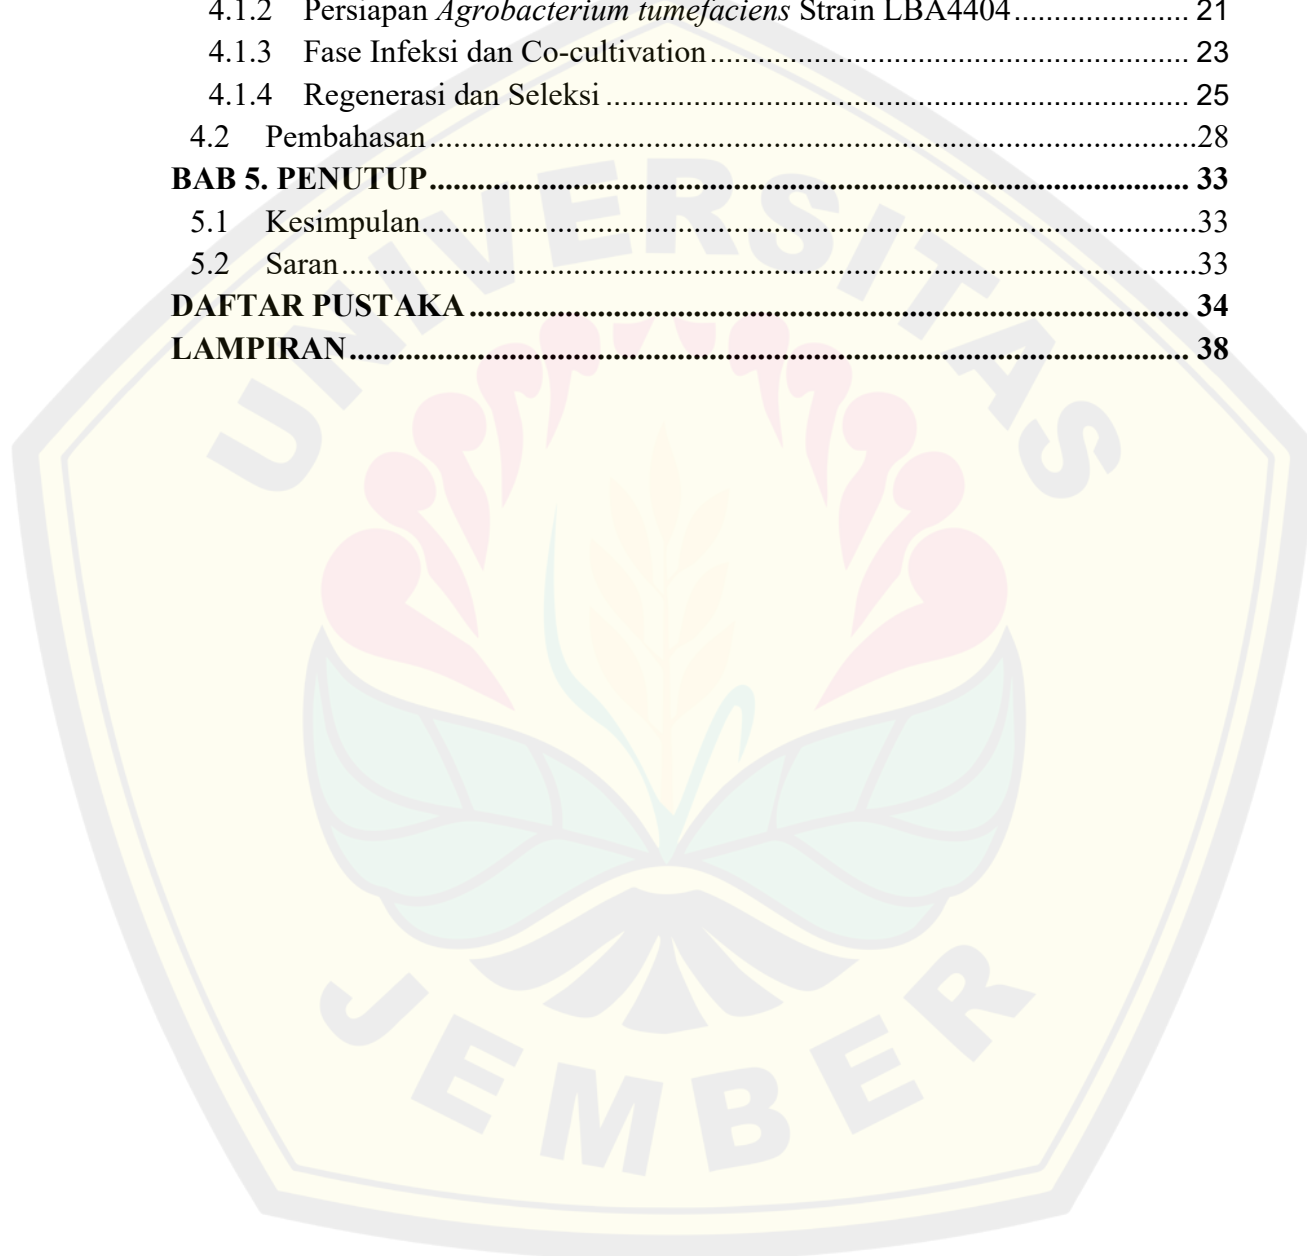 4.1.2 Persiapan Agrobacterium tumefaciens Strain LBA4404...................... 21
4.1.3 Fase Infeksi dan Co-cultivation............................................................ 23
4.1.4 Regenerasi dan Seleksi......................................................................... 25
4.2 Pembahasan................................................................................................28
BAB 5. PENUTUP............................................................................................... 33
5.1 Kesimpulan.................................................................................................33
5.2 Saran...........................................................................................................33
DAFTAR PUSTAKA.......................................................................................... 34
LAMPIRAN......................................................................................................... 38
UNIVERSITAS
JEMBER